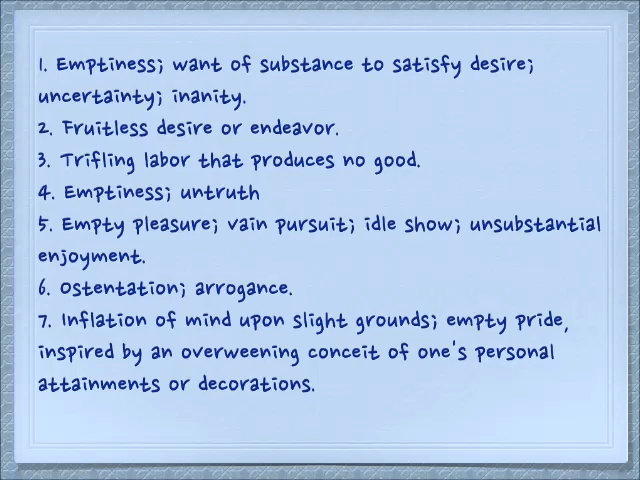 1. Emptiness; want of substance to satisfy desire;
uncertainty; inanity.
2. Fruitless desire or endeavor.
3. Trifling labor that produces no good.
4. Emptiness; untruth
5. Empty pleasure; vain pursuit; idle show; unsubstantial
enjoyment.
6. Ostentation; arrogance.
7. Inflation of mind upon slight grounds; empty pride,
inspired by an overweening conceit of one's personal
attainments or decorations.